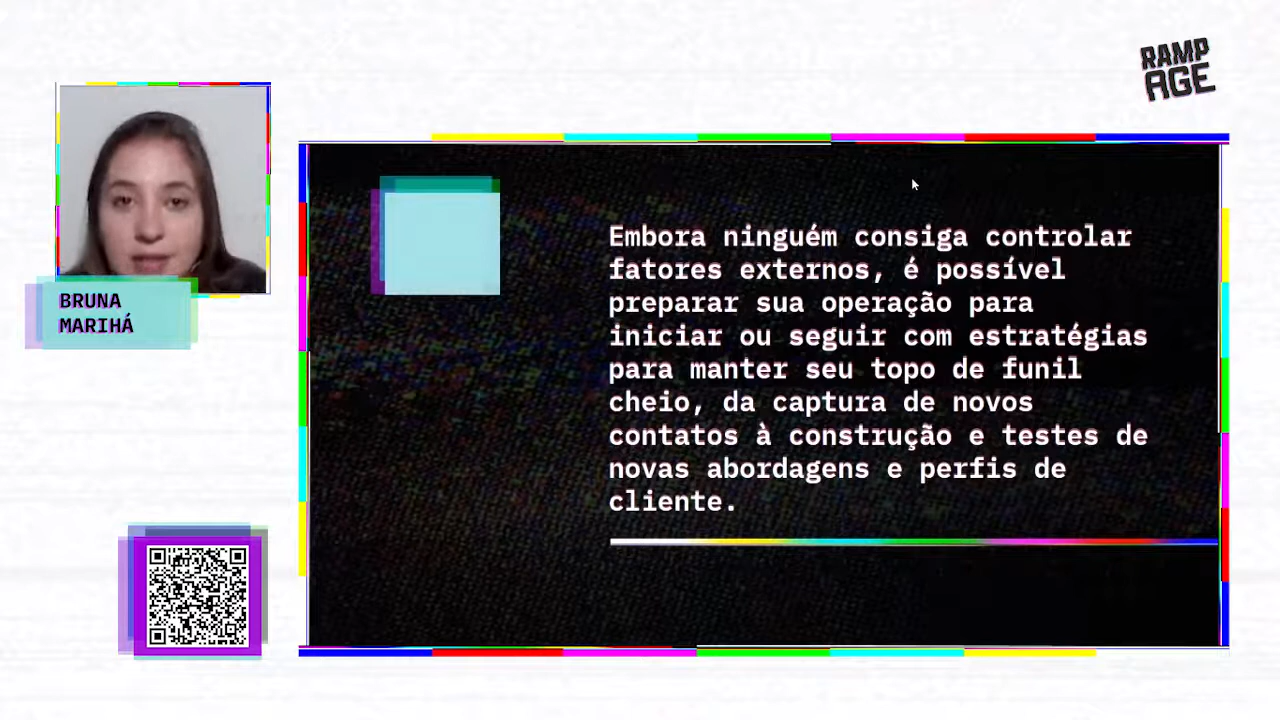 RAMP
AGE
BRUNA
MARIHÁ
Embora ninguém consiga controlar
fatores externos, é possível
preparar sua operação para
iniciar ou seguir com estratégias
para manter seu topo de funil
cheio, da captura de novos
contatos à construção e testes de
novas abordagens e perfis de
cliente.